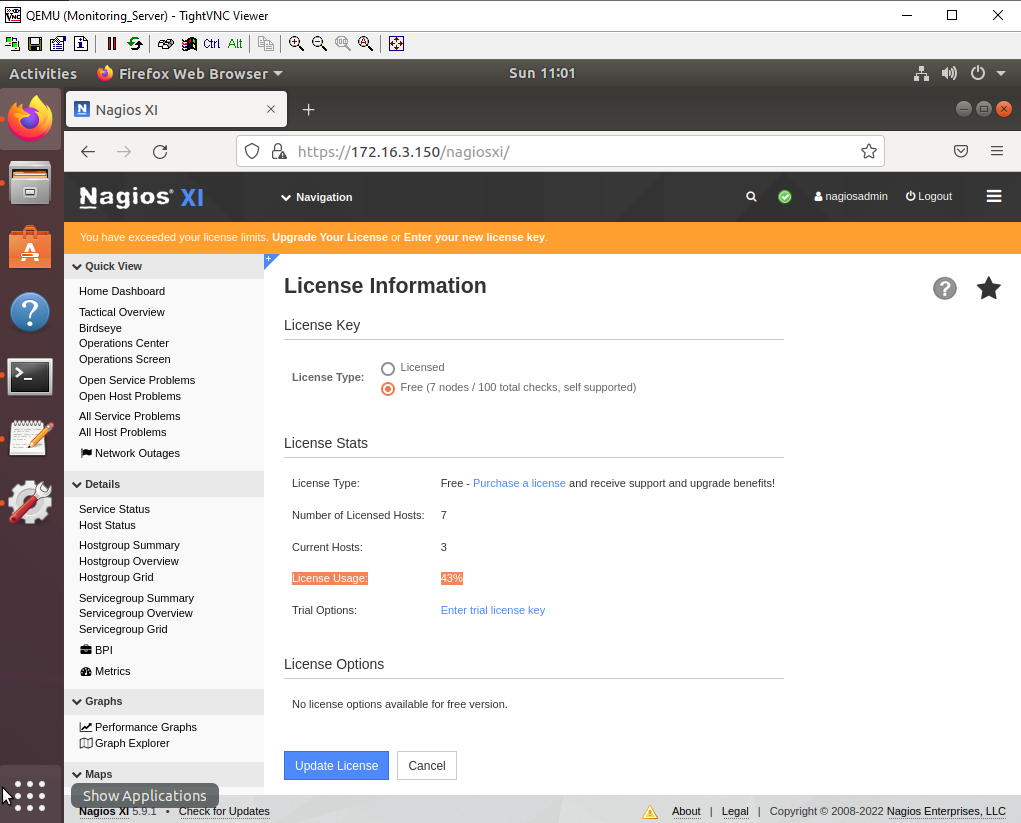 QEMU (Monitoring_Server) - TightVNC Viewer
Ctrl Alt
Activities Firefox Web Browser Sun 11:01
Nagios XI
https://172.16.3.150/nagiosxi/
Nagios® XI Navigation nagiosadmin Logout
You have exceeded your license limits. Upgrade Your License or Enter your new license key.
Quick View
Home Dashboard
Tactical Overview
Birdseye
Operations Center
Operations Screen
Open Service Problems
Open Host Problems
All Service Problems
All Host Problems
Network Outages
Details
Service Status
Host Status
Hostgroup Summary
Hostgroup Overview
Hostgroup Grid
Servicegroup Summary
Servicegroup Overview
Servicegroup Grid
BPI
Metrics
Graphs
Performance Graphs
Graph Explorer
Maps
Show Applications
License Information
License Key
License Type: Licensed
Free (7 nodes / 100 total checks, self supported)
License Stats
License Type: Free - Purchase a license and receive support and upgrade benefits!
Number of Licensed Hosts: 7
Current Hosts: 3
License Usage: 43%
Trial Options: Enter trial license key
License Options
No license options available for free version.
Update License Cancel
Nagios XI 5.9.1 • Check for Updates About | Legal | Copyright © 2008-2022 Nagios Enterprises, LLC